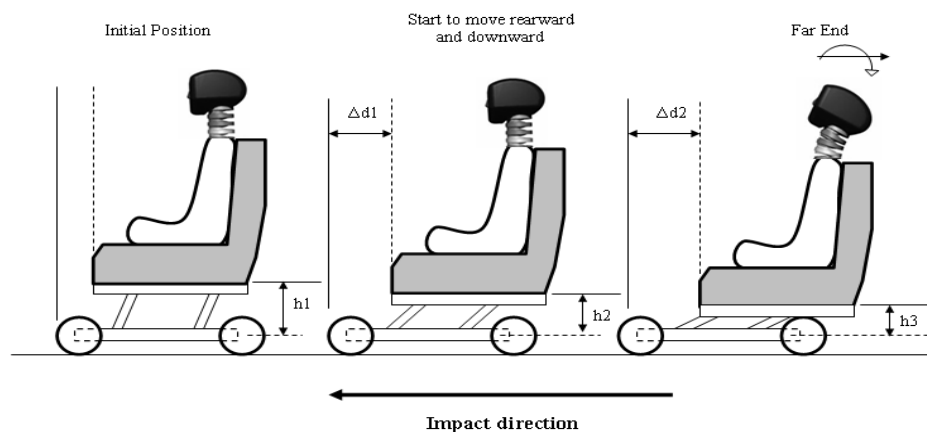 Initial Position
Start to move rearward
and downward
Far End
△d1
△d2
h1
h2
h3
Impact direction